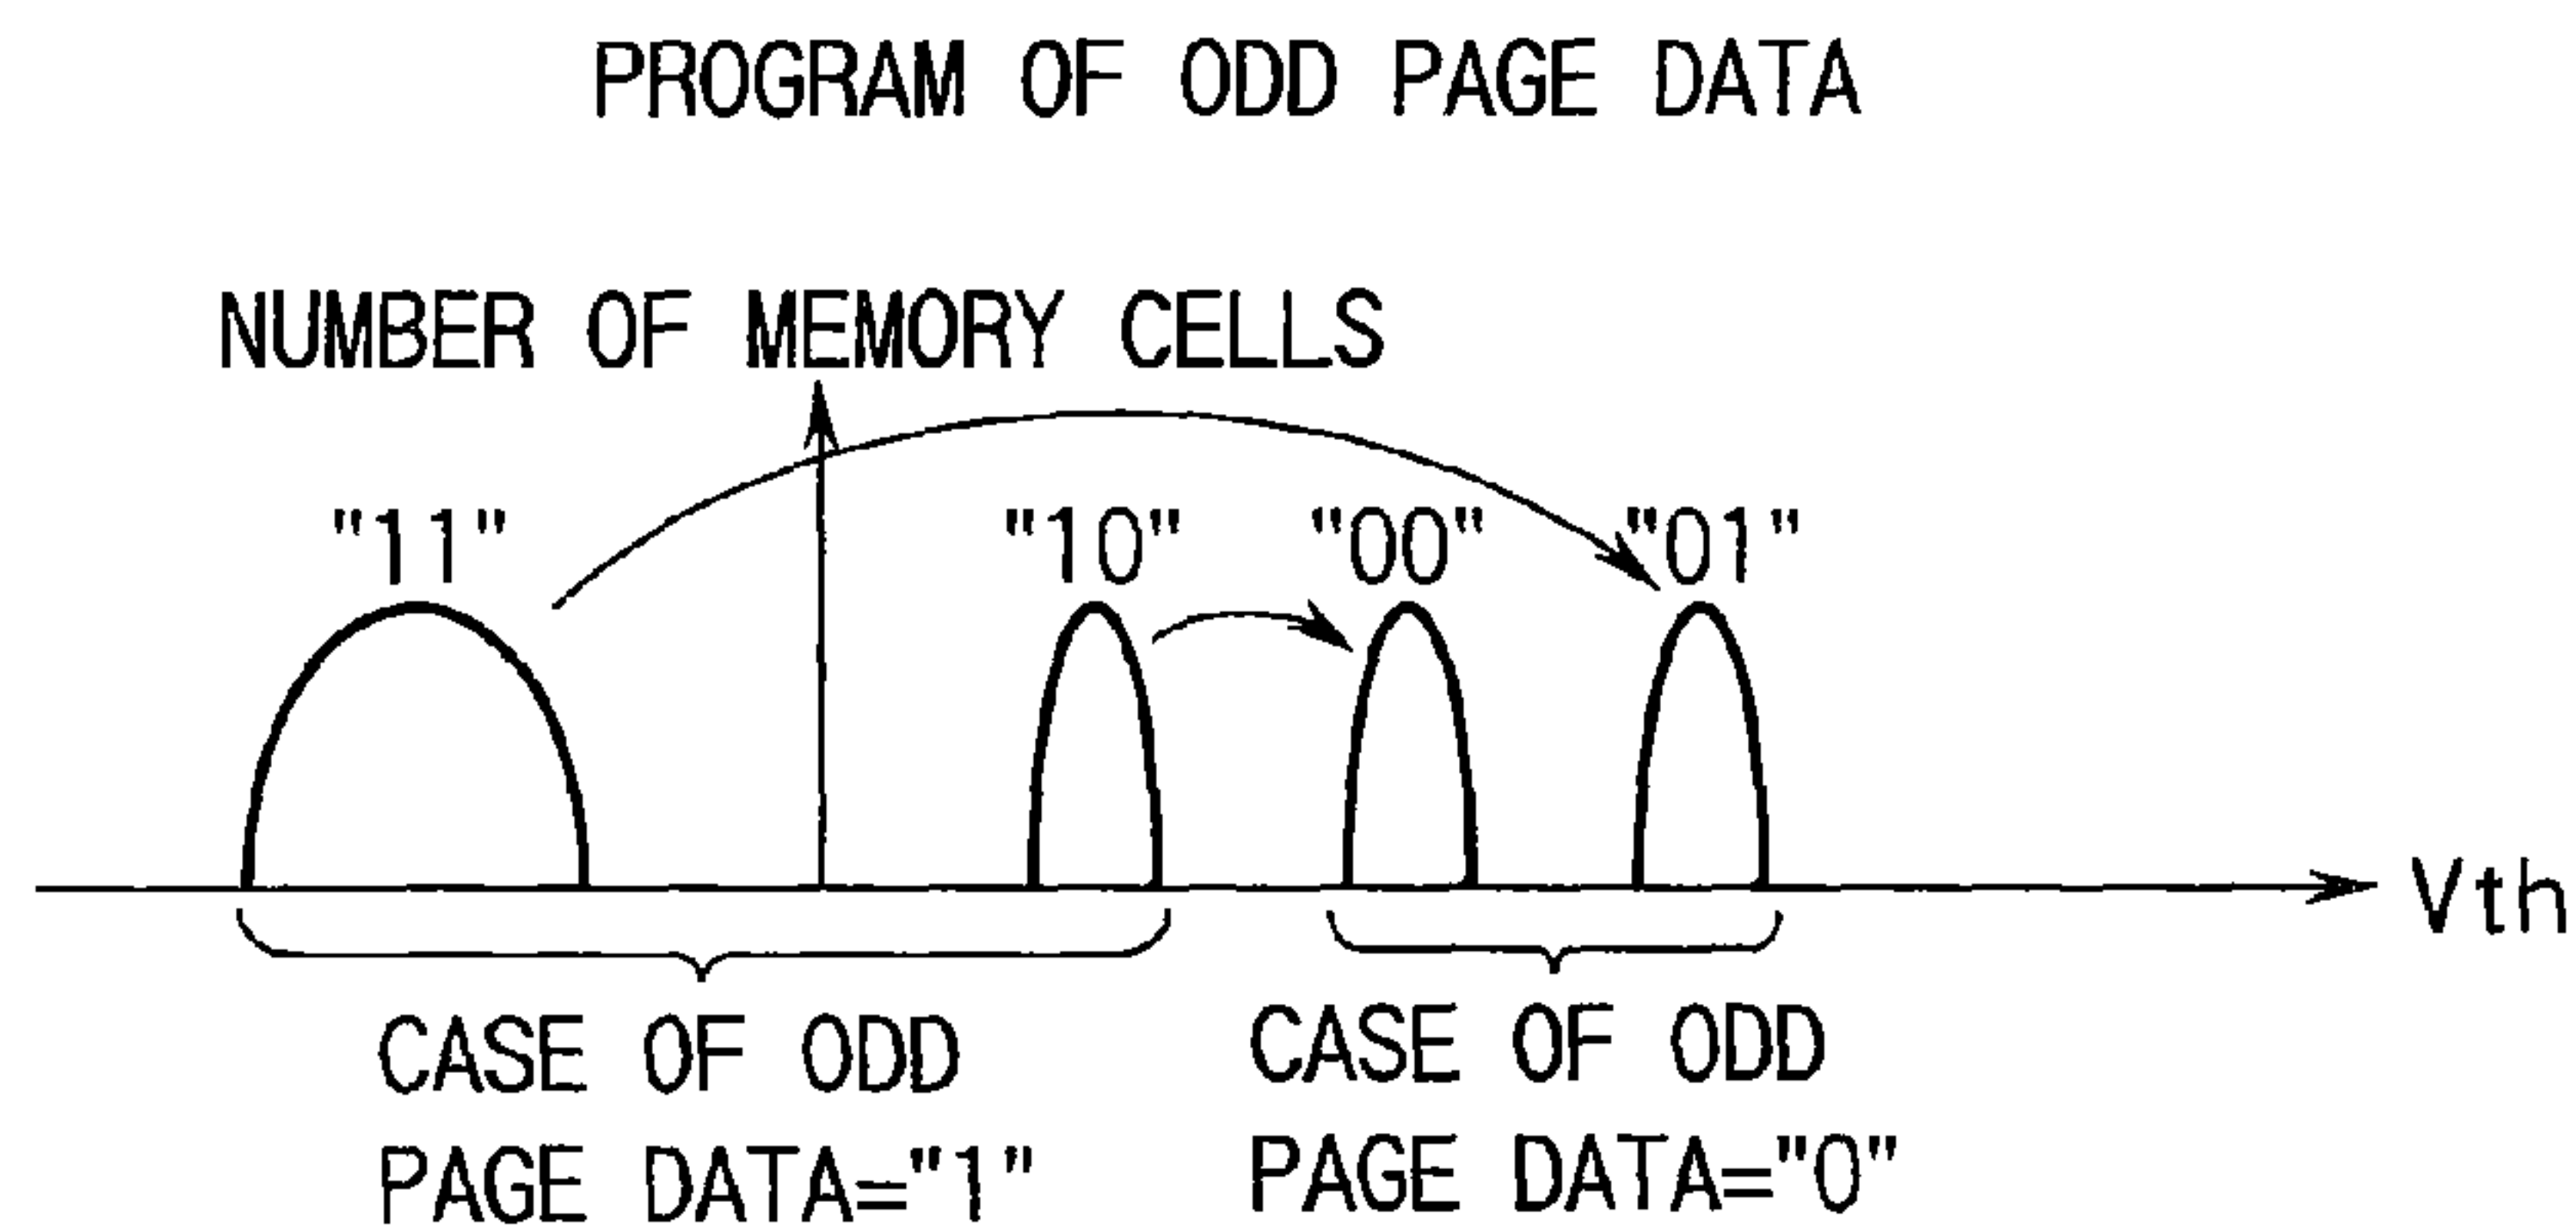 PROGRAM OF ODD PAGE DATA
NUMBER OF MEMORY CELLS
"11"
"10"
"00"
"01"
Vth
CASE OF ODD
PAGE DATA="1"
CASE OF ODD
PAGE DATA="0"